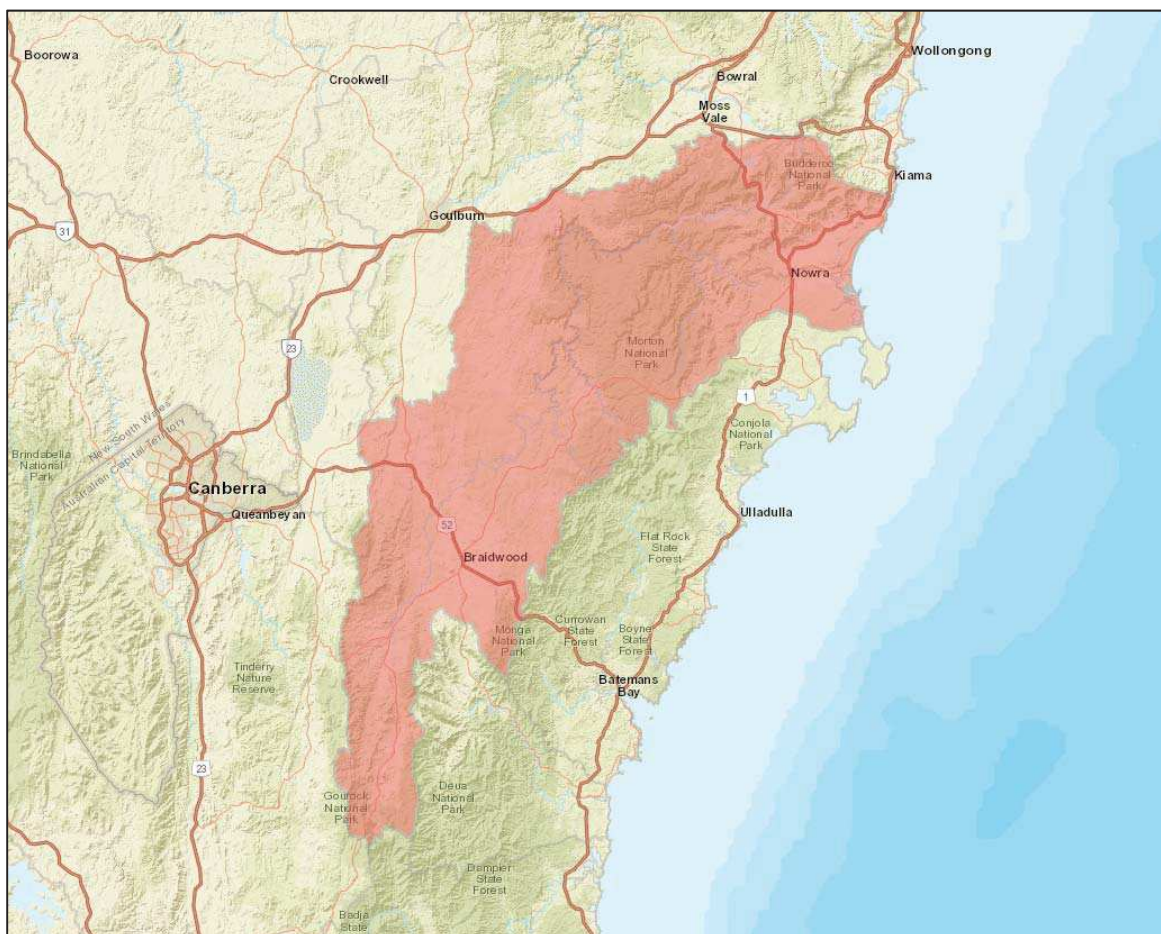 Boorowa
Crookwell
Wollongong
Bowral
Moss
Vale
Budderoo
National
Park
Kiama
Goulburn
31
Nowra
23
Morton
National
Park
1
Conjola
National
Park
New South Wales
Australian Capital Territory
Brindabella
National
Park
Canberra
Queanbeyan
52
Ulladulla
Flat Rock
State
Forest
Braidwood
Monga
National
Park
Currowan
State
Forest
Boyne
State
Forest
Tinderry
Nature
Reserve
Batemans
Bay
23
Gourock
National
Park
Deua
National
Park
Dampier
State
Forest
Badja
State